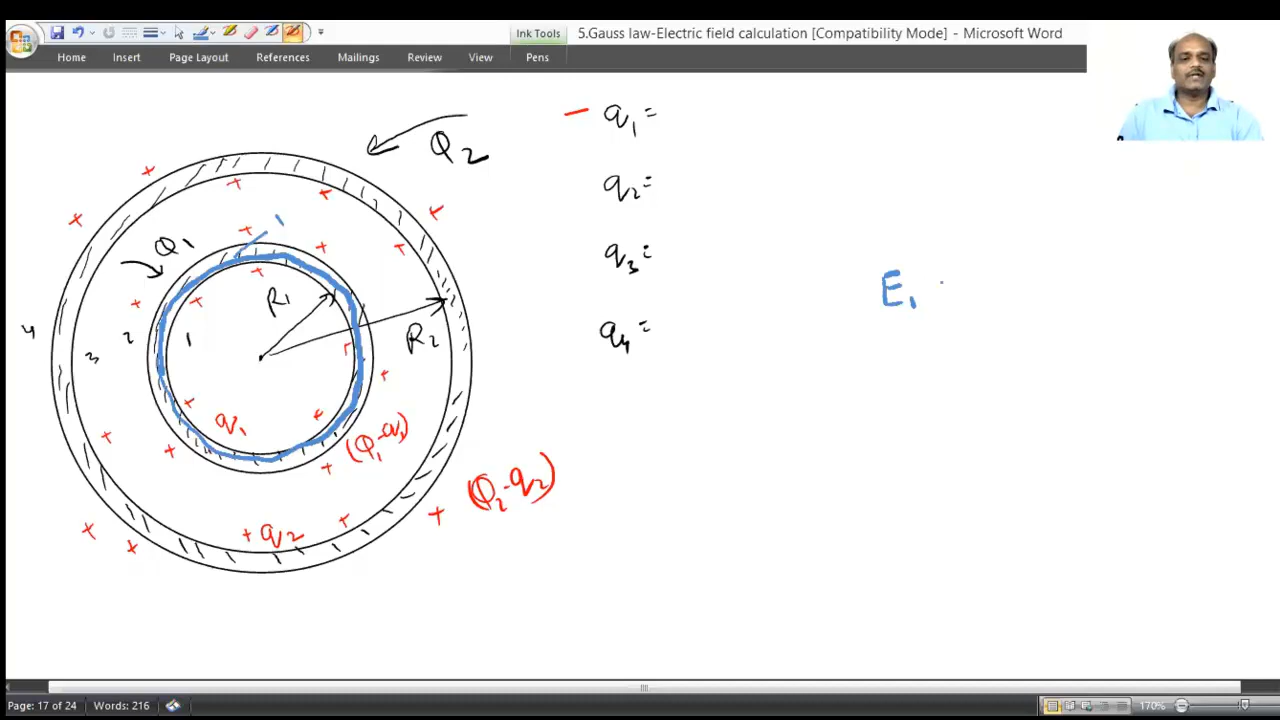 5.Gauss law-Electric field calculation [Compatibility Mode] - Microsoft Word
Ink Tools
Home Insert Page Layout References Mailings Review View Pens
Q2
- q1=
q2=
q3=
q4=
1
Q1
R1
R2
4
3
2
1
E1
q1
(Q1-q1)
(Q2-q2)
q2
Page: 17 of 24 Words: 216 170%